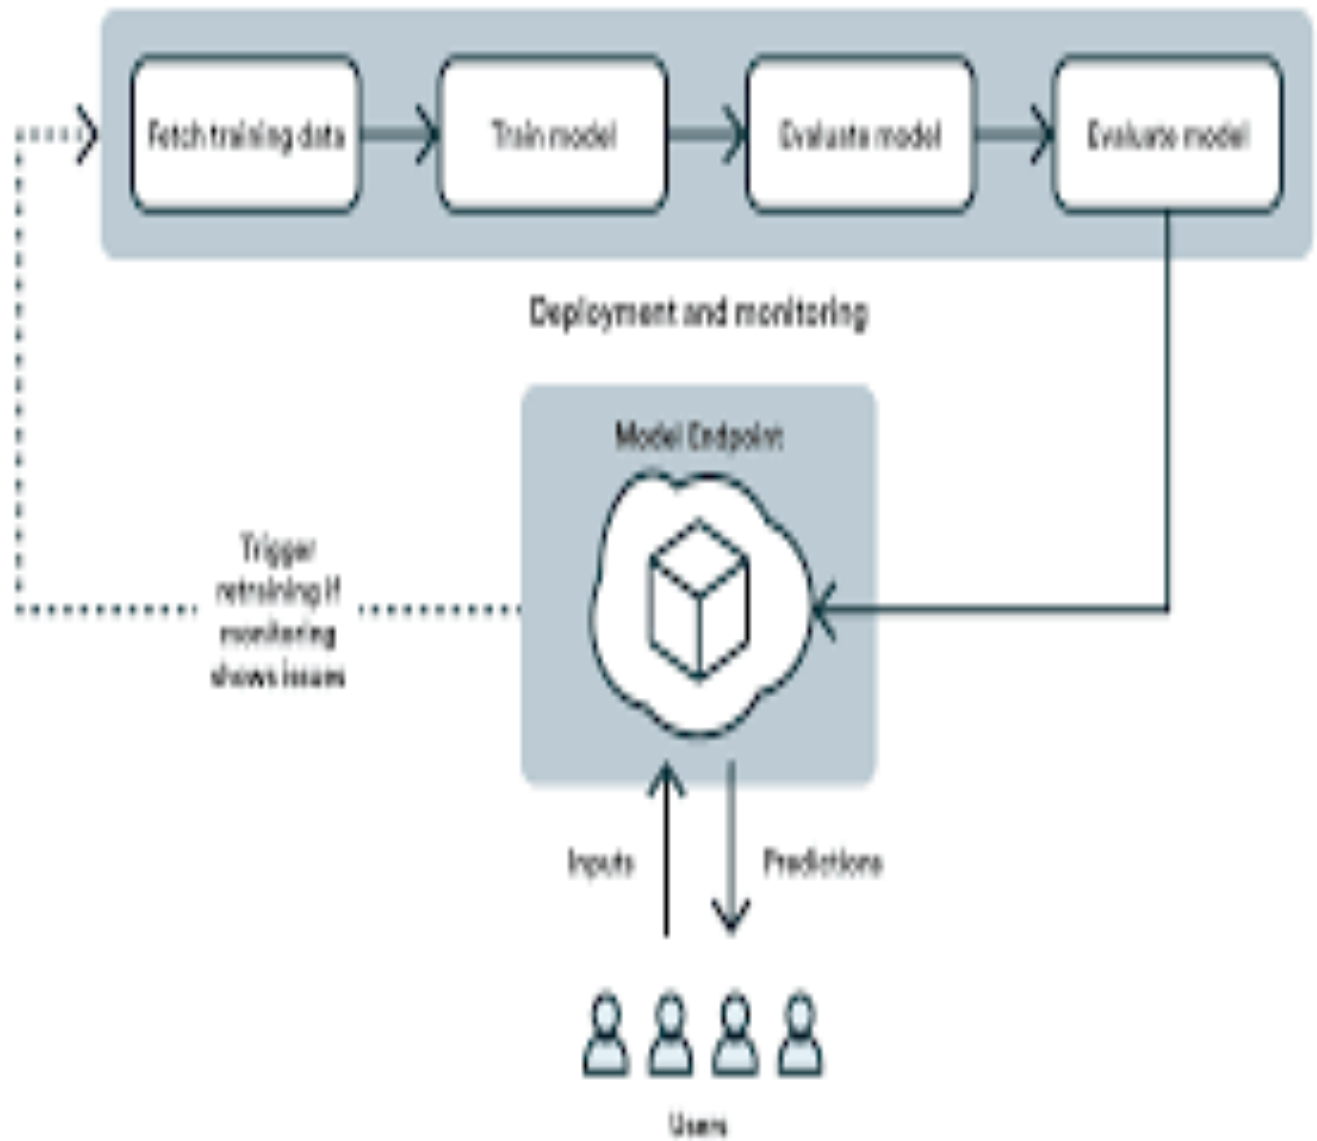 Fetch training data
Train model
Evaluate model
Evaluate model
Deployment and monitoring
Model Endpoint
Trigger
retraining if
monitoring
shows issues
Inputs
Predictions
Users